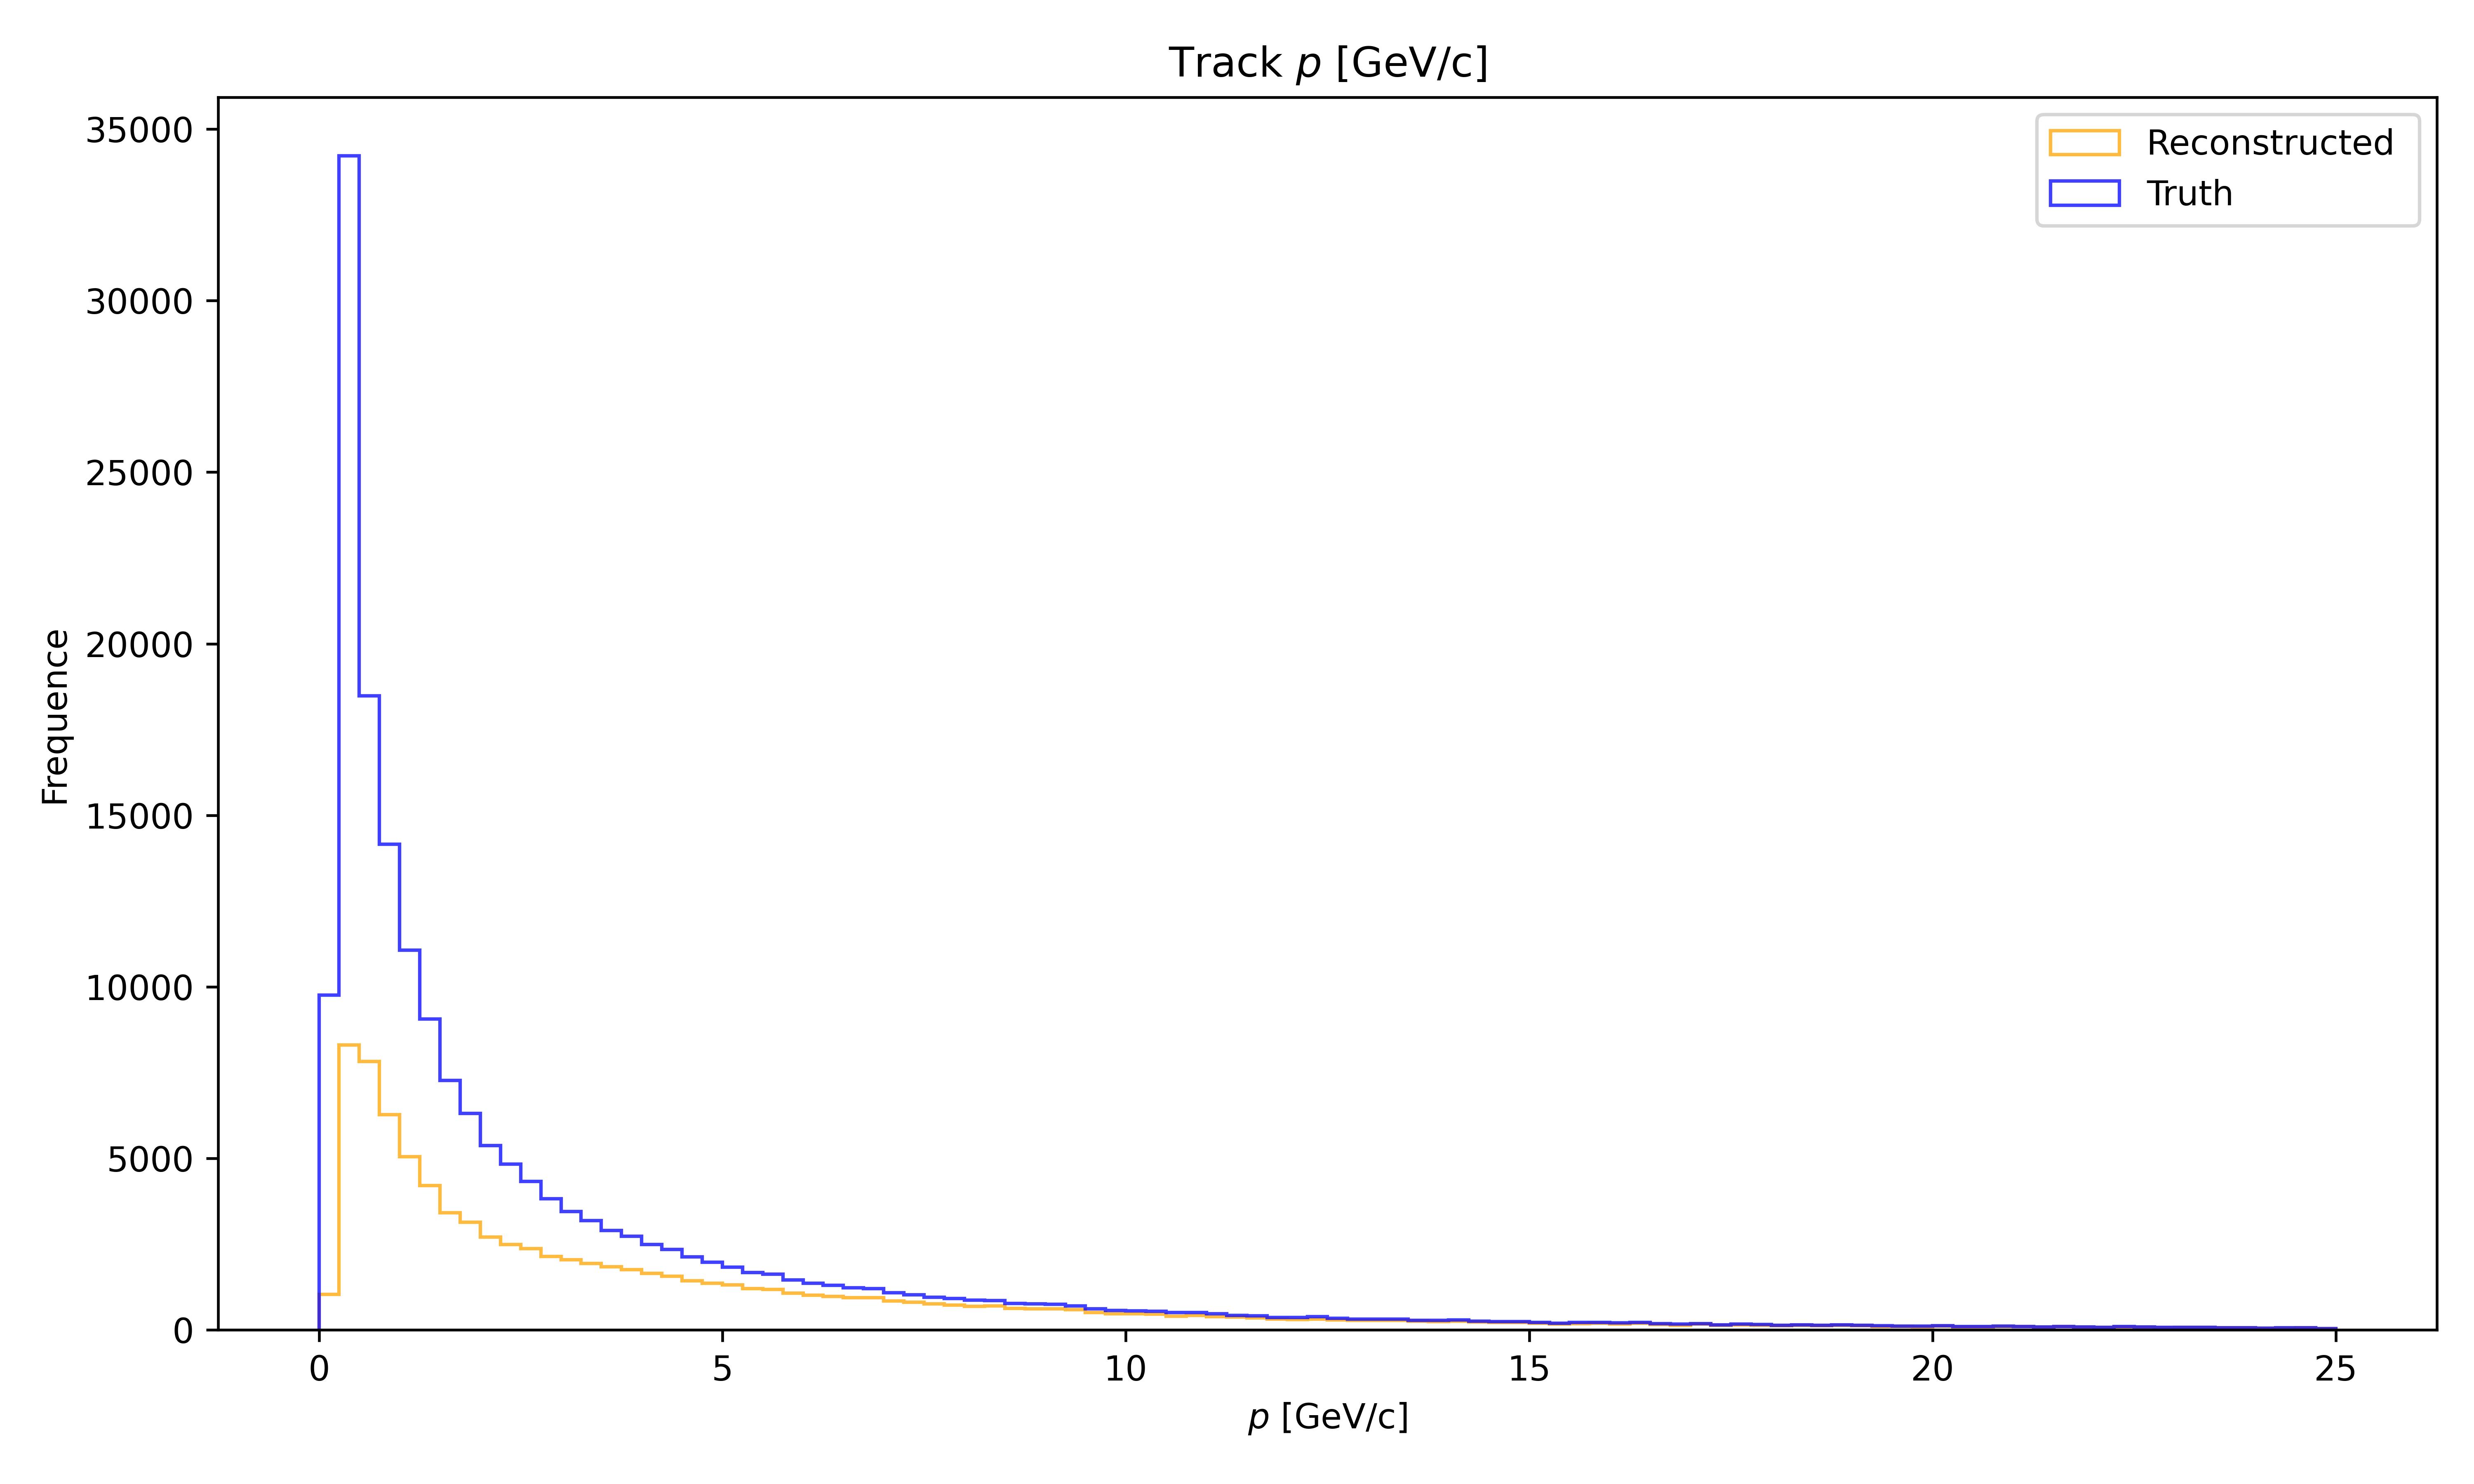 Track p [GeV/c]
Reconstructed
Truth
35000
30000
25000
20000
15000
10000
5000
0
Frequence
0 5 10 15 20 25
p [GeV/c]